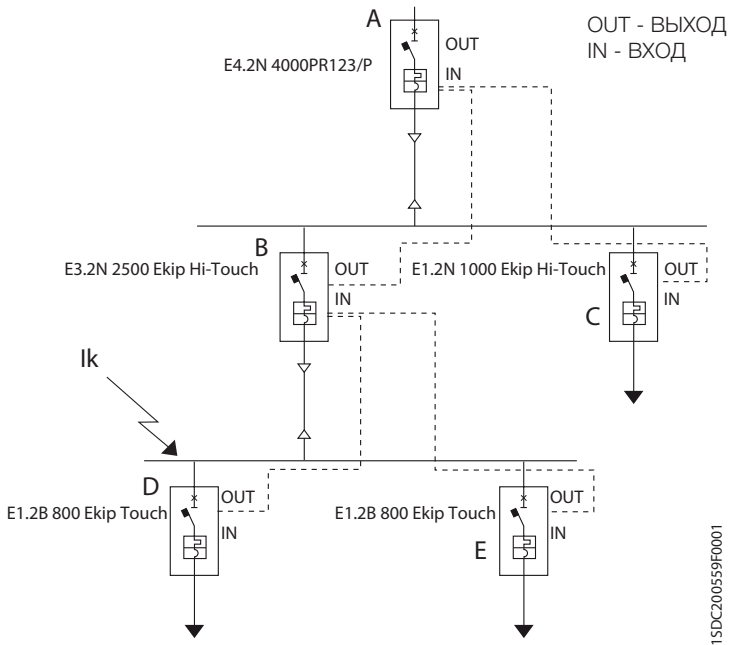 A
OUT
OUT - ВЫХОД
IN - ВХОД
E4.2N 4000PR123/P
IN
B
E3.2N 2500 Ekip Hi-Touch
OUT
E1.2N 1000 Ekip Hi-Touch
OUT
IN
C
IN
Ik
D
OUT
E1.2B 800 Ekip Touch
IN
E1.2B 800 Ekip Touch
OUT
IN
E
1SDC200559F0001